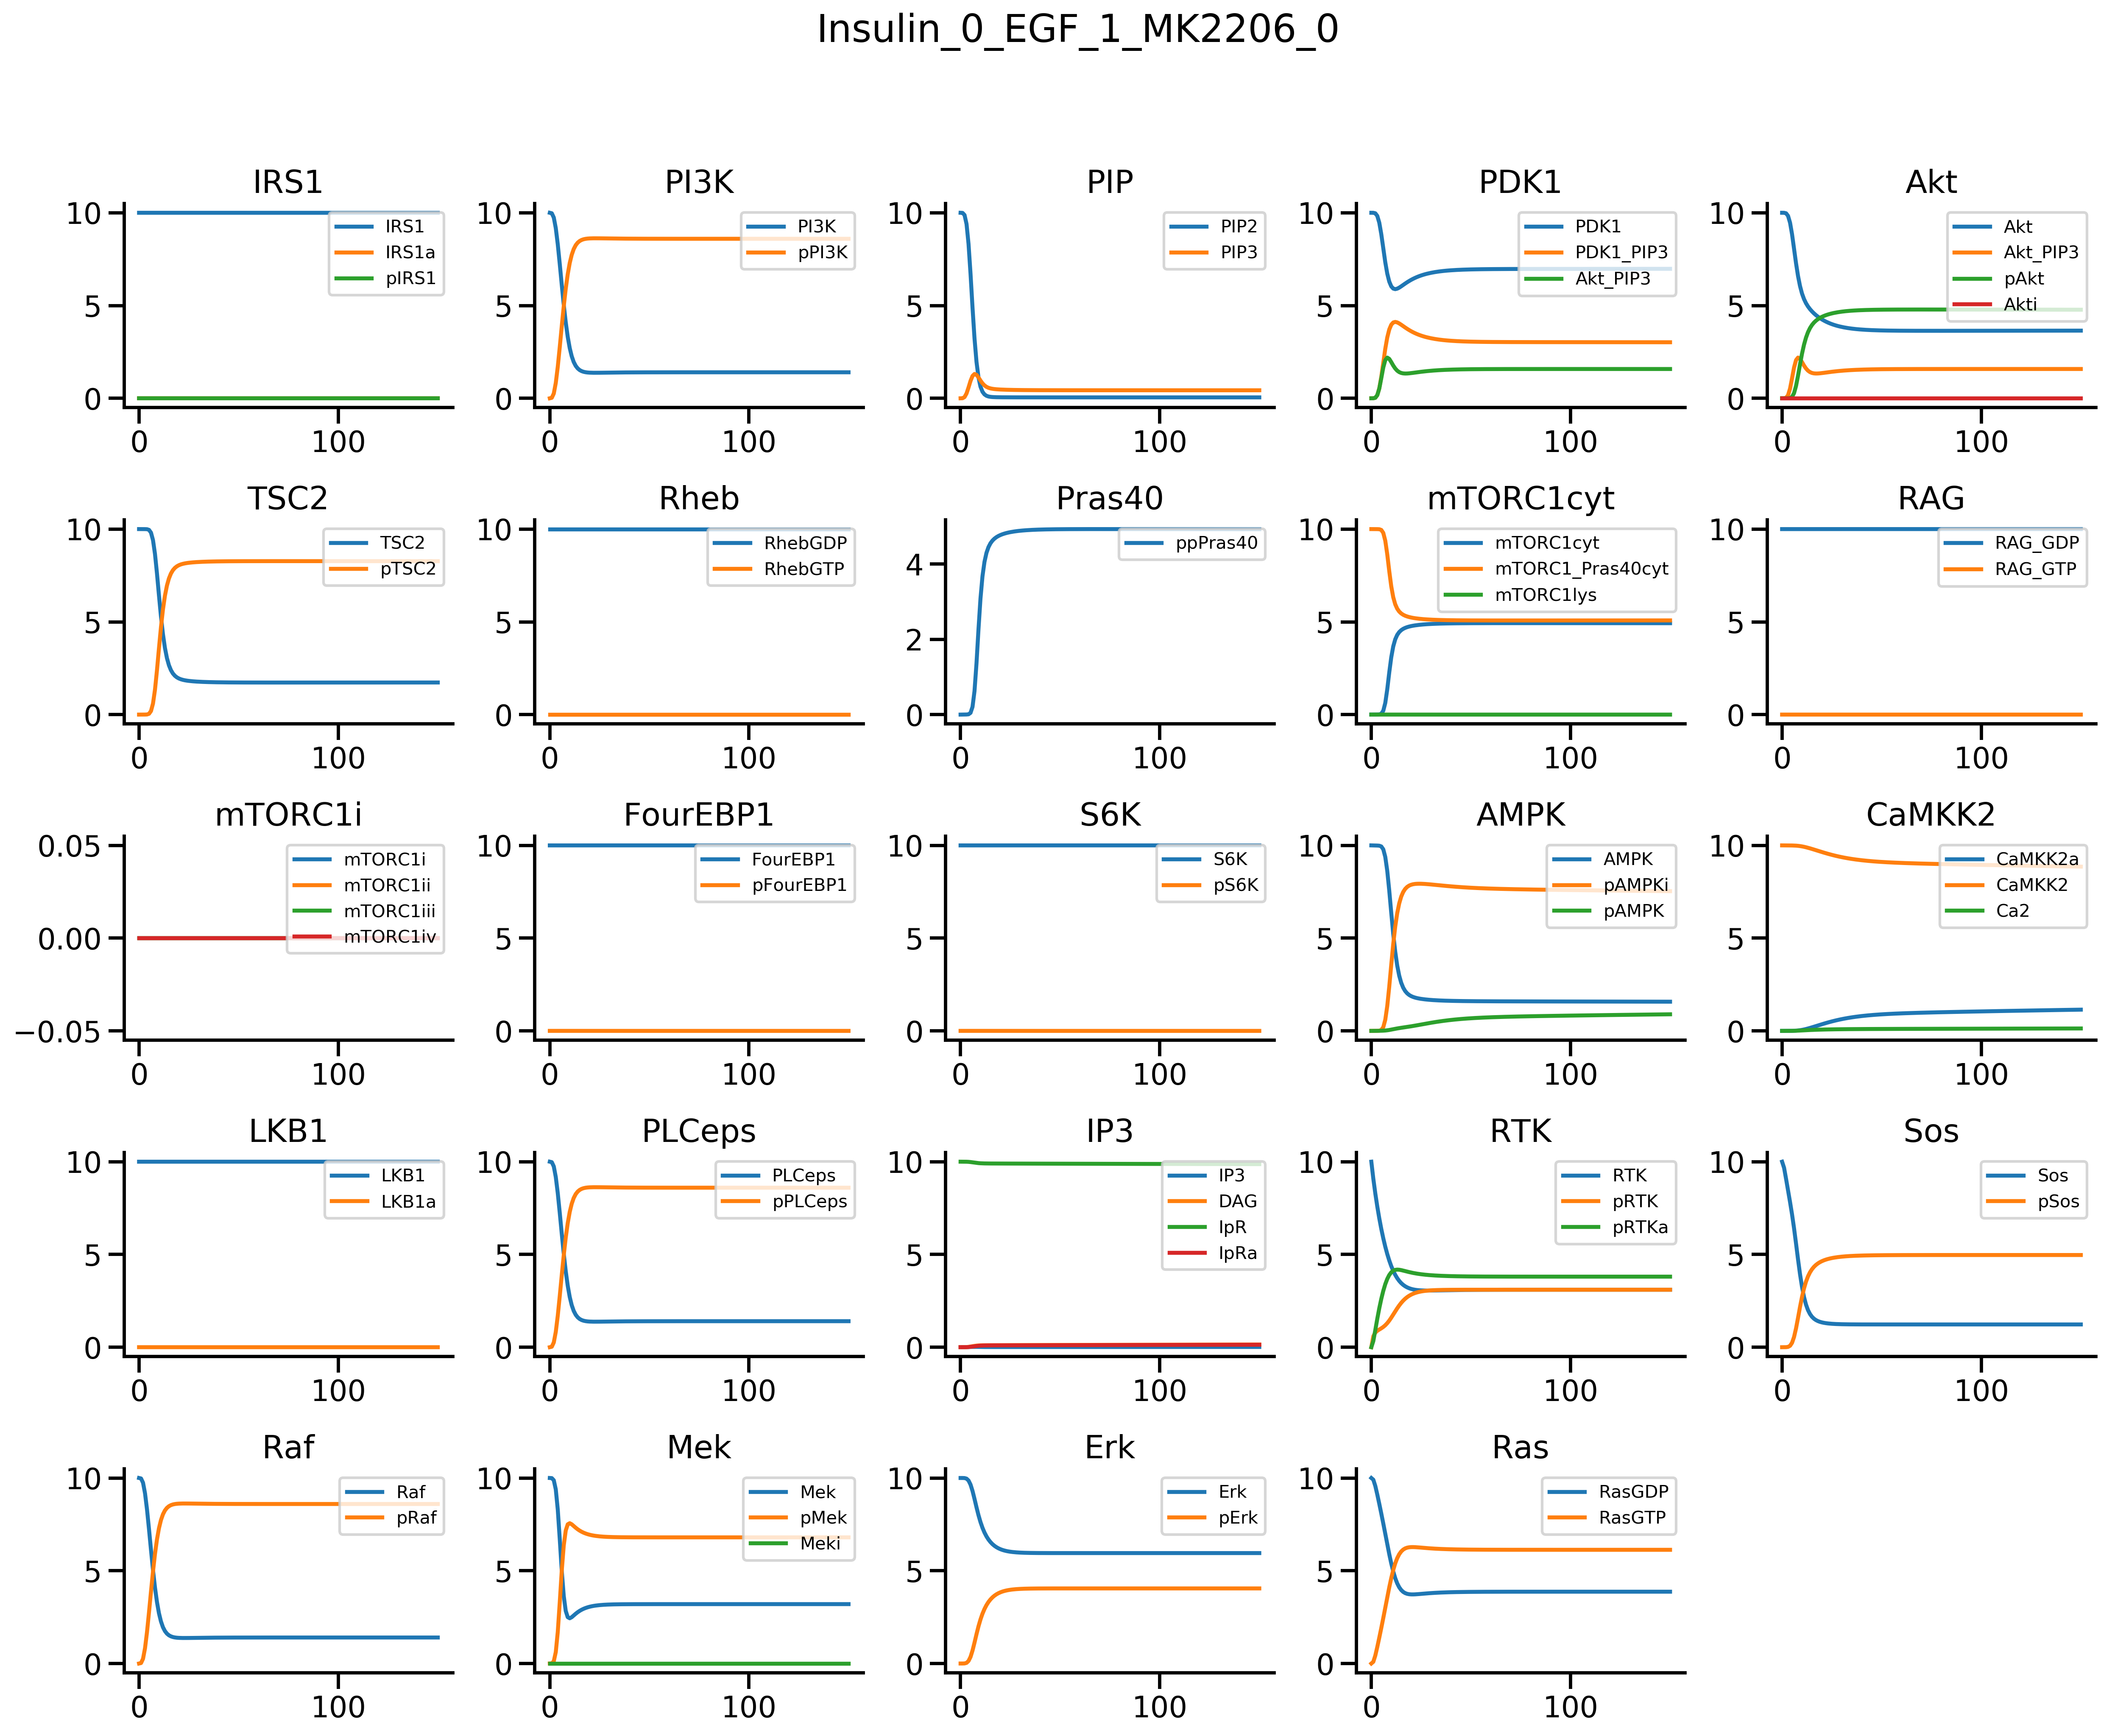 Insulin_0_EGF_1_MK2206_0
IRS1
10
5
0
0
100
IRS1
IRS1a
pIRS1
PI3K
10
5
0
0
100
PI3K
pPI3K
PIP
10
5
0
0
100
PIP2
PIP3
PDK1
10
5
0
0
100
PDK1
PDK1_PIP3
Akt_PIP3
Akt
10
5
0
0
100
Akt
Akt_PIP3
pAkt
Akti
TSC2
10
5
0
0
100
TSC2
pTSC2
Rheb
10
5
0
0
100
RhebGDP
RhebGTP
Pras40
4
2
0
0
100
ppPras40
mTORC1cyt
10
5
0
0
100
mTORC1cyt
mTORC1_Pras40cyt
mTORC1lys
RAG
10
5
0
0
100
RAG_GDP
RAG_GTP
mTORC1i
0.05
0.00
−0.05
0
100
mTORC1i
mTORC1ii
mTORC1iii
mTORC1iv
FourEBP1
10
5
0
0
100
FourEBP1
pFourEBP1
S6K
10
5
0
0
100
S6K
pS6K
AMPK
10
5
0
0
100
AMPK
pAMPKi
pAMPK
CaMKK2
10
5
0
0
100
CaMKK2a
CaMKK2
Ca2
LKB1
10
5
0
0
100
LKB1
LKB1a
PLCeps
10
5
0
0
100
PLCeps
pPLCeps
IP3
10
5
0
0
100
IP3
DAG
IpR
IpRa
RTK
10
5
0
0
100
RTK
pRTK
pRTKa
Sos
10
5
0
0
100
Sos
pSos
Raf
10
5
0
0
100
Raf
pRaf
Mek
10
5
0
0
100
Mek
pMek
Meki
Erk
10
5
0
0
100
Erk
pErk
Ras
10
5
0
0
100
RasGDP
RasGTP